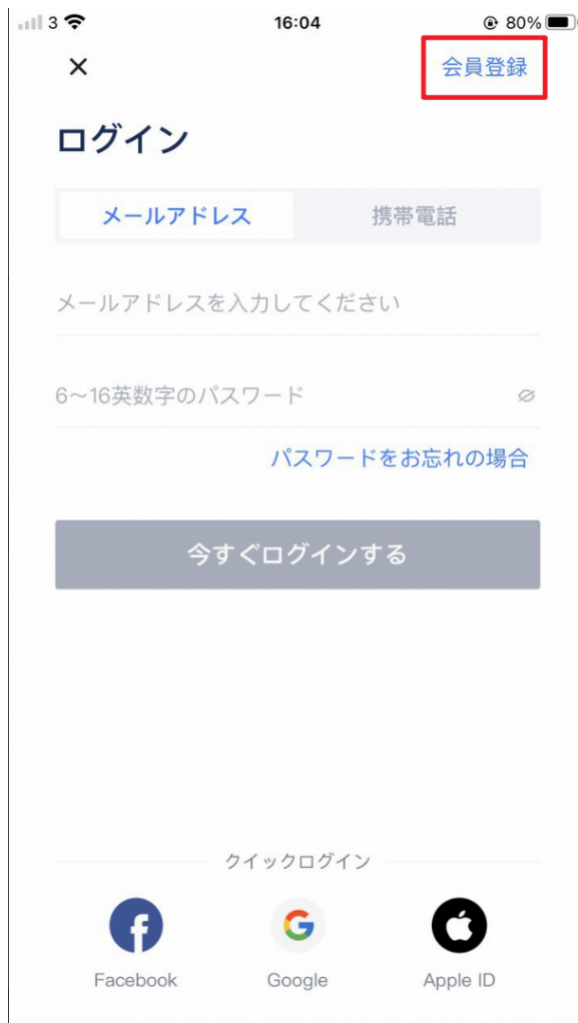 3 16:04 80%
× 会員登録
ログイン
メールアドレス 携帯電話
メールアドレスを入力してください
6～16英数字のパスワード
パスワードをお忘れの場合
今すぐログインする
クイックログイン
Facebook Google Apple ID